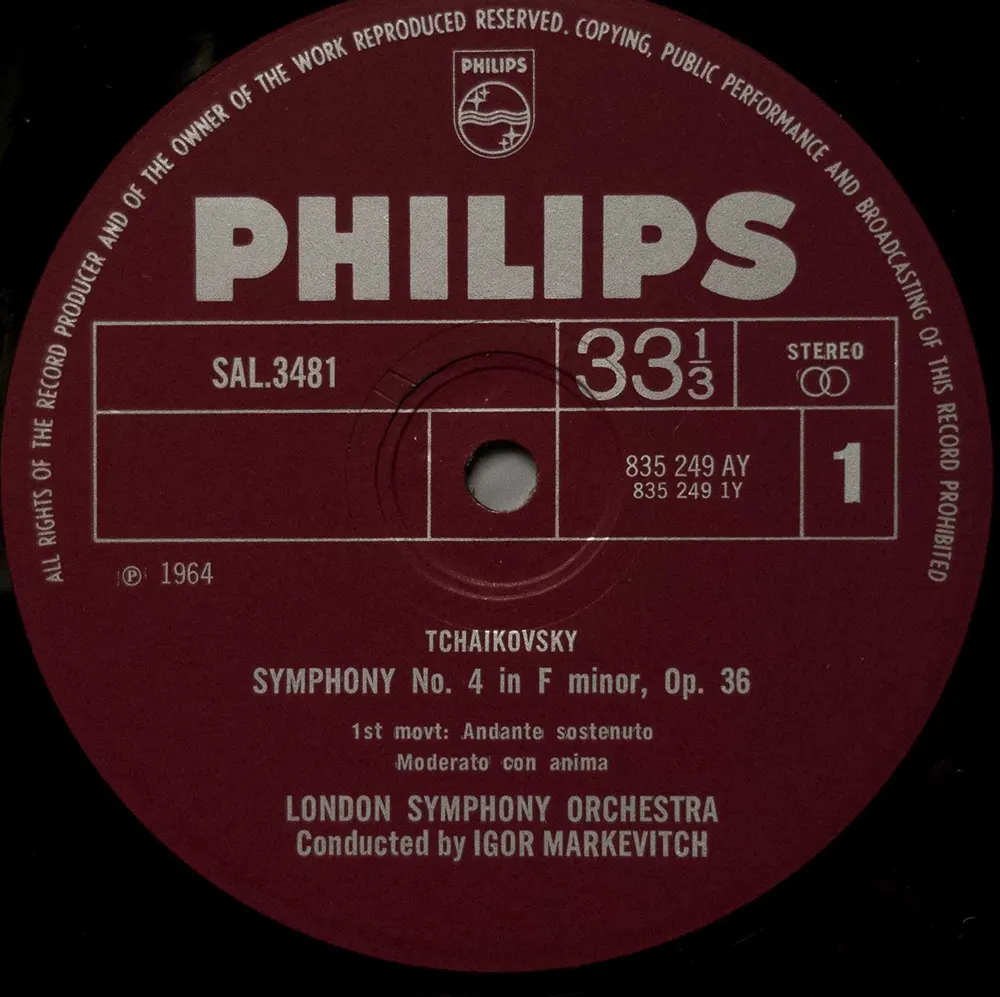 ALL RIGHTS OF THE RECORD PRODUCER AND OF THE OWNER OF THE WORK REPRODUCED RESERVED. COPYING, PUBLIC PERFORMANCE AND BROADCASTING OF THIS RECORD PROHIBITED
PHILIPS
PHILIPS
SAL.3481
33 1/3
STEREO
835 249 AY
835 249 1Y
1
Ⓟ 1964
TCHAIKOVSKY
SYMPHONY No. 4 in F minor, Op. 36
1st movt: Andante sostenuto
Moderato con anima
LONDON SYMPHONY ORCHESTRA
Conducted by IGOR MARKEVITCH